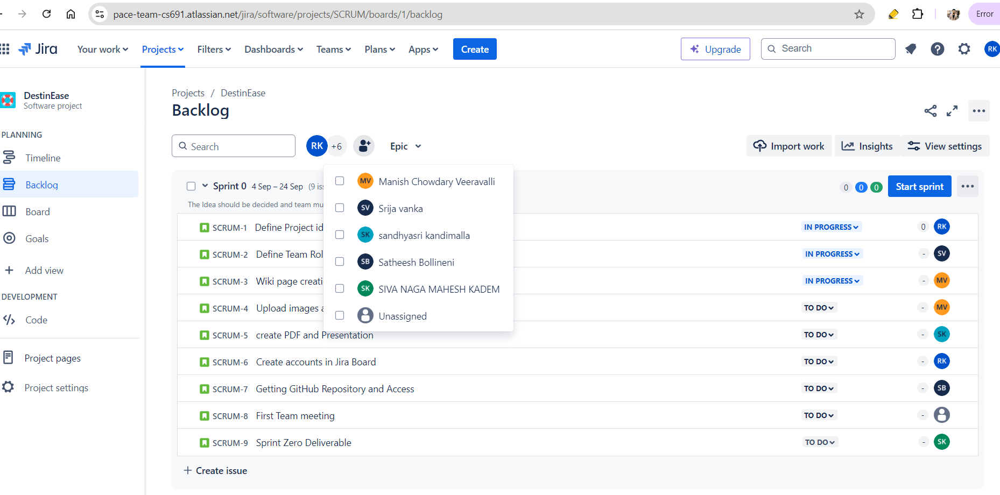 pace-team-cs691.atlassian.net/jira/software/projects/SCRUM/boards/1/backlog
Error
Jira
Your work
Projects
Filters
Dashboards
Teams
Plans
Apps
Create
Upgrade
Search
RK
DestinEase
Software project
PLANNING
Timeline
Backlog
Board
Goals
Add view
DEVELOPMENT
Code
Project pages
Project settings
Projects / DestinEase
Backlog
Search
RK +6
Epic
Import work
Insights
View settings
MV Manish Chowdary Veeravalli
SV Srija vanka
SK sandhyasri kandimalla
SB Satheesh Bollineni
SK SIVA NAGA MAHESH KADEM
Unassigned
Sprint 0 4 Sep – 24 Sep (9 iss
0 0 0 Start sprint
The Idea should be decided and team mu
SCRUM-1 Define Project id IN PROGRESS 0 RK
SCRUM-2 Define Team Rol IN PROGRESS - SV
SCRUM-3 Wiki page creati IN PROGRESS - MV
SCRUM-4 Upload images a TO DO - MV
SCRUM-5 create PDF and Presentation TO DO - SK
SCRUM-6 Create accounts in Jira Board TO DO - RK
SCRUM-7 Getting GitHub Repository and Access TO DO - SB
SCRUM-8 First Team meeting TO DO -
SCRUM-9 Sprint Zero Deliverable TO DO - SK
+ Create issue